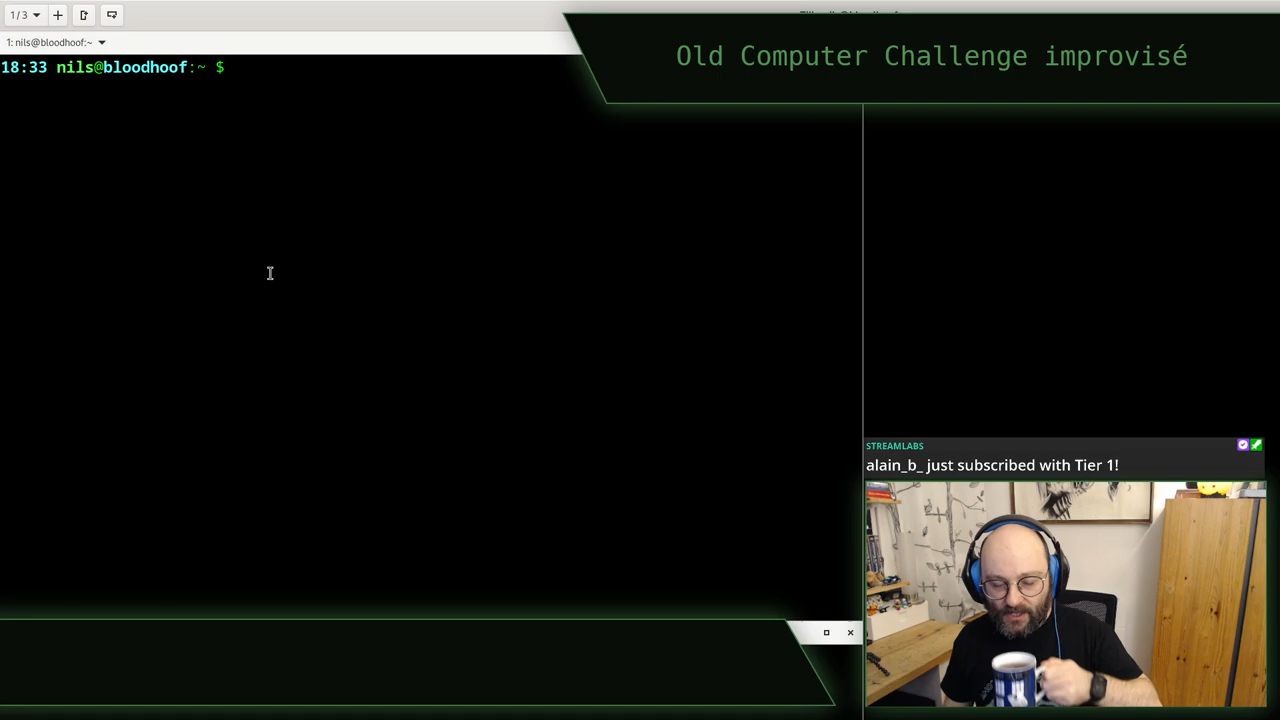 1 / 3
1: nils@bloodhoof:~
18:33 nils@bloodhoof:~ $
Old Computer Challenge improvisé
STREAMLABS
alain_b_ just subscribed with Tier 1!